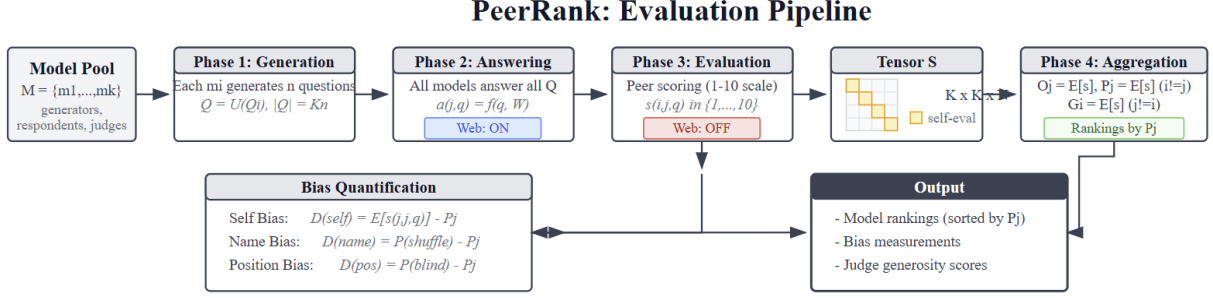 PeerRank: Evaluation Pipeline
Model Pool
M = {m1,...,mk}
generators,
respondents, judges
Phase 1: Generation
Each mi generates n questions
Q = U(Qi), |Q| = Kn
Phase 2: Answering
All models answer all Q
a(j,q) = f(q, W)
Web: ON
Phase 3: Evaluation
Peer scoring (1-10 scale)
s(i,j,q) in {1,...,10}
Web: OFF
Tensor S
K x K x
self-eval
Phase 4: Aggregation
Oj = E[s], Pj = E[s] (i!=j)
Gi = E[s] (j!=i)
Rankings by Pj
Bias Quantification
Self Bias: D(self) = E[s(j,j,q)] - Pj
Name Bias: D(name) = P(shuffle) - Pj
Position Bias: D(pos) = P(blind) - Pj
Output
- Model rankings (sorted by Pj)
- Bias measurements
- Judge generosity scores